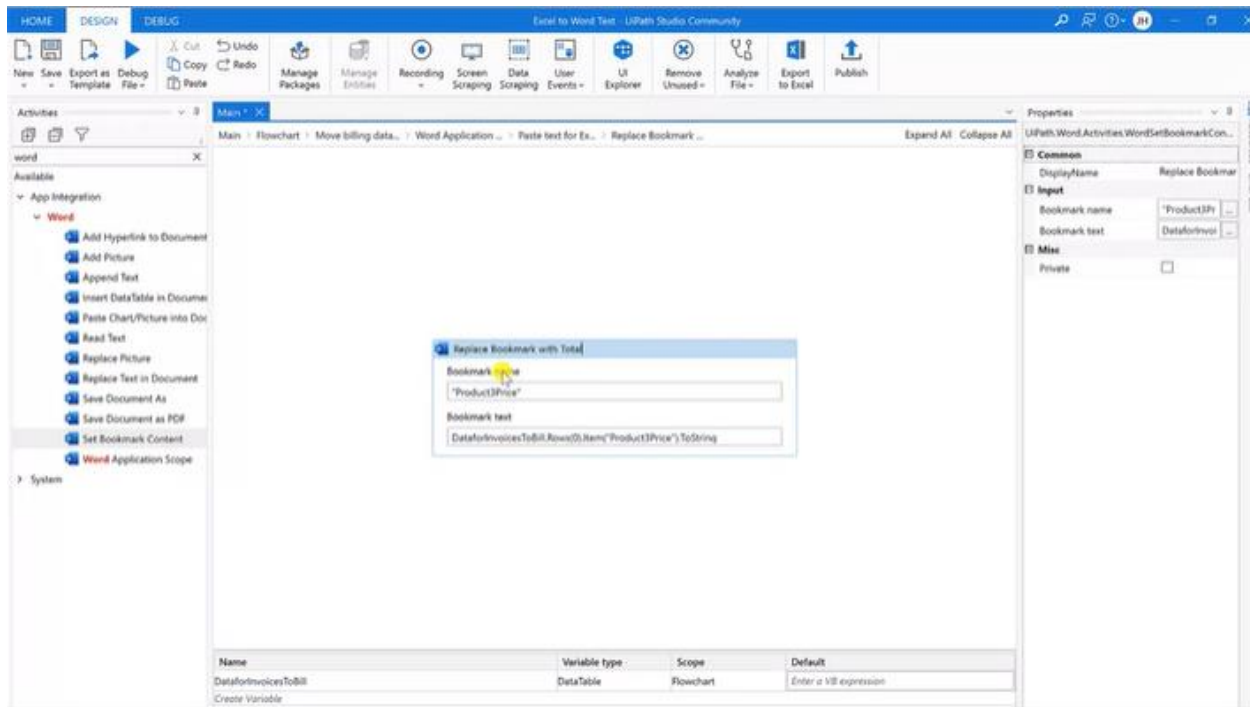 HOME DESIGN DEBUG Excel to Word Test - UiPath Studio Community JH
New Save Export as Template Debug File Cut Copy Paste Undo Redo Manage Packages Manage Entities Recording Screen Scraping Data Scraping User Events UI Explorer Remove Unused Analyze File Export to Excel Publish
Activities
word
Available
App Integration
Word
Add Hyperlink to Document
Add Picture
Append Text
Insert DataTable in Documen
Paste Chart/Picture into Doc
Read Text
Replace Picture
Replace Text in Document
Save Document As
Save Document as PDF
Set Bookmark Content
Word Application Scope
System
Main *
Main Flowchart Move billing data... Word Application ... Paste text for Ex... Replace Bookmark ... Expand All Collapse All
Replace Bookmark with Total
Bookmark name
"Product3Price"
Bookmark text
DataforInvoicesToBill.Rows(0).Item("Product3Price").ToString
Name Variable type Scope Default
DataforInvoicesToBill DataTable Flowchart Enter a VB expression
Create Variable
Properties
UiPath.Word.Activities.WordSetBookmarkCon...
Common
DisplayName Replace Bookmar
Input
Bookmark name "Product3Pr ...
Bookmark text DataforInvoi ...
Misc
Private